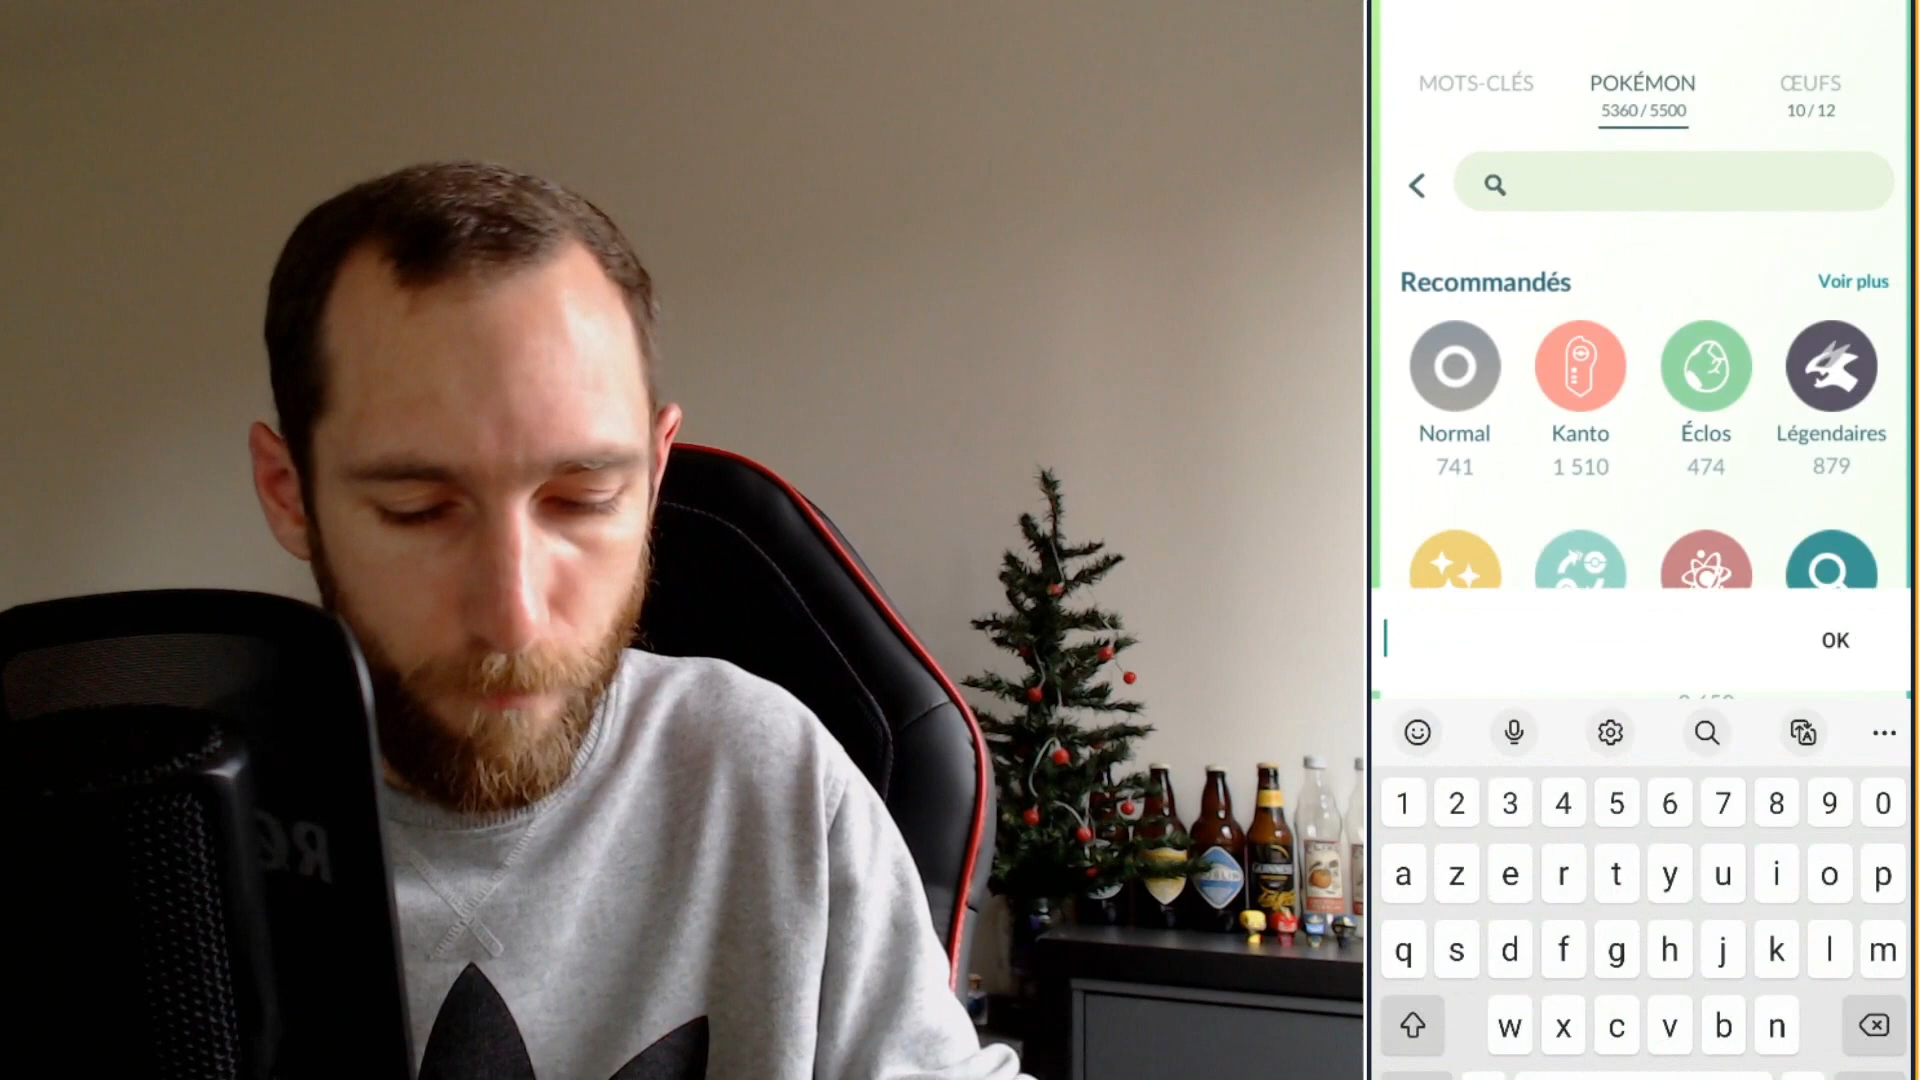 MOTS-CLÉS
POKÉMON
ŒUFS
5360 / 5500
10 / 12
Recommandés
Voir plus
Normal
Kanto
Éclos
Légendaires
741
1 510
474
879
OK
1 2 3 4 5 6 7 8 9 0
a z e r t y u i o p
q s d f g h j k l m
w x c v b n
GUINNESS